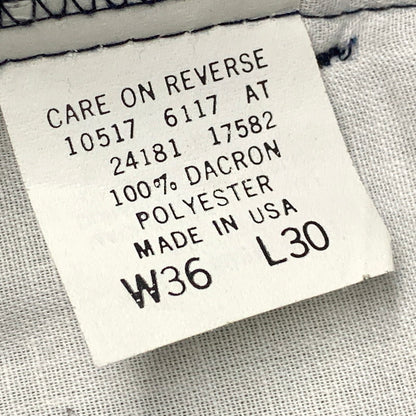 CARE ON REVERSE
10517 6117 AT
24181 17582
100% DACRON
POLYESTER
MADE IN USA
W36 L30